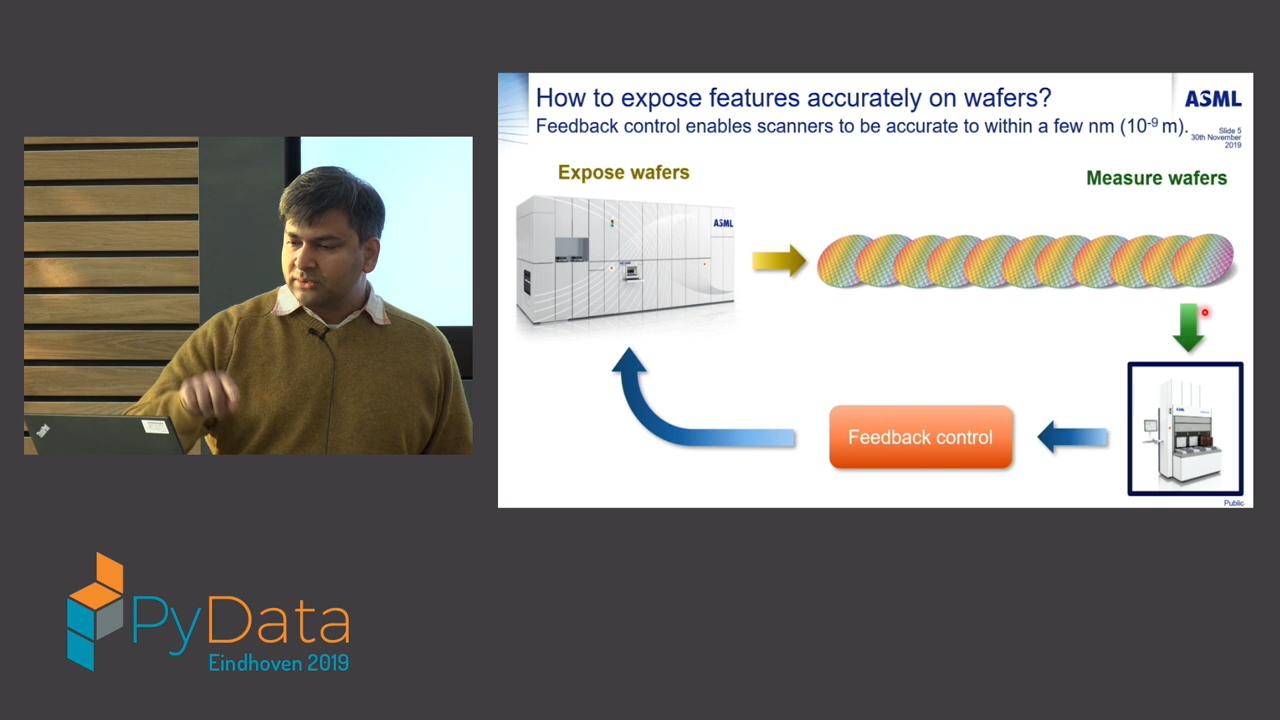 How to expose features accurately on wafers?
ASML
Feedback control enables scanners to be accurate to within a few nm (10⁻⁹ m).
Slide 5
30th November
2019
Expose wafers
Measure wafers
ASML
ASML
Feedback control
Public
PyData
Eindhoven 2019